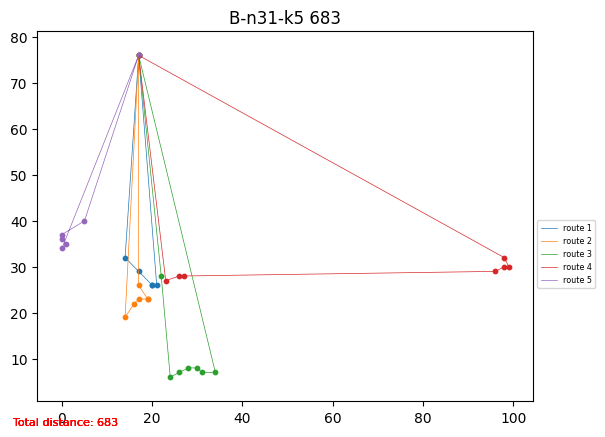 B-n31-k5 683
80
70
60
50
40
30
20
10
0 20 40 60 80 100
route 1
route 2
route 3
route 4
route 5
Total distance: 683